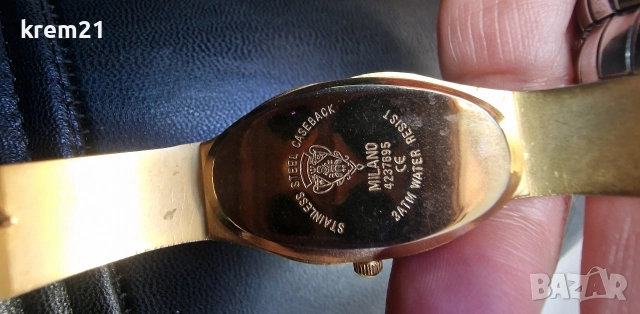 krem21
STAINLESS STEEL CASEBACK
MILANO
4237895
CE
3ATM WATER RESIST
BAZAR